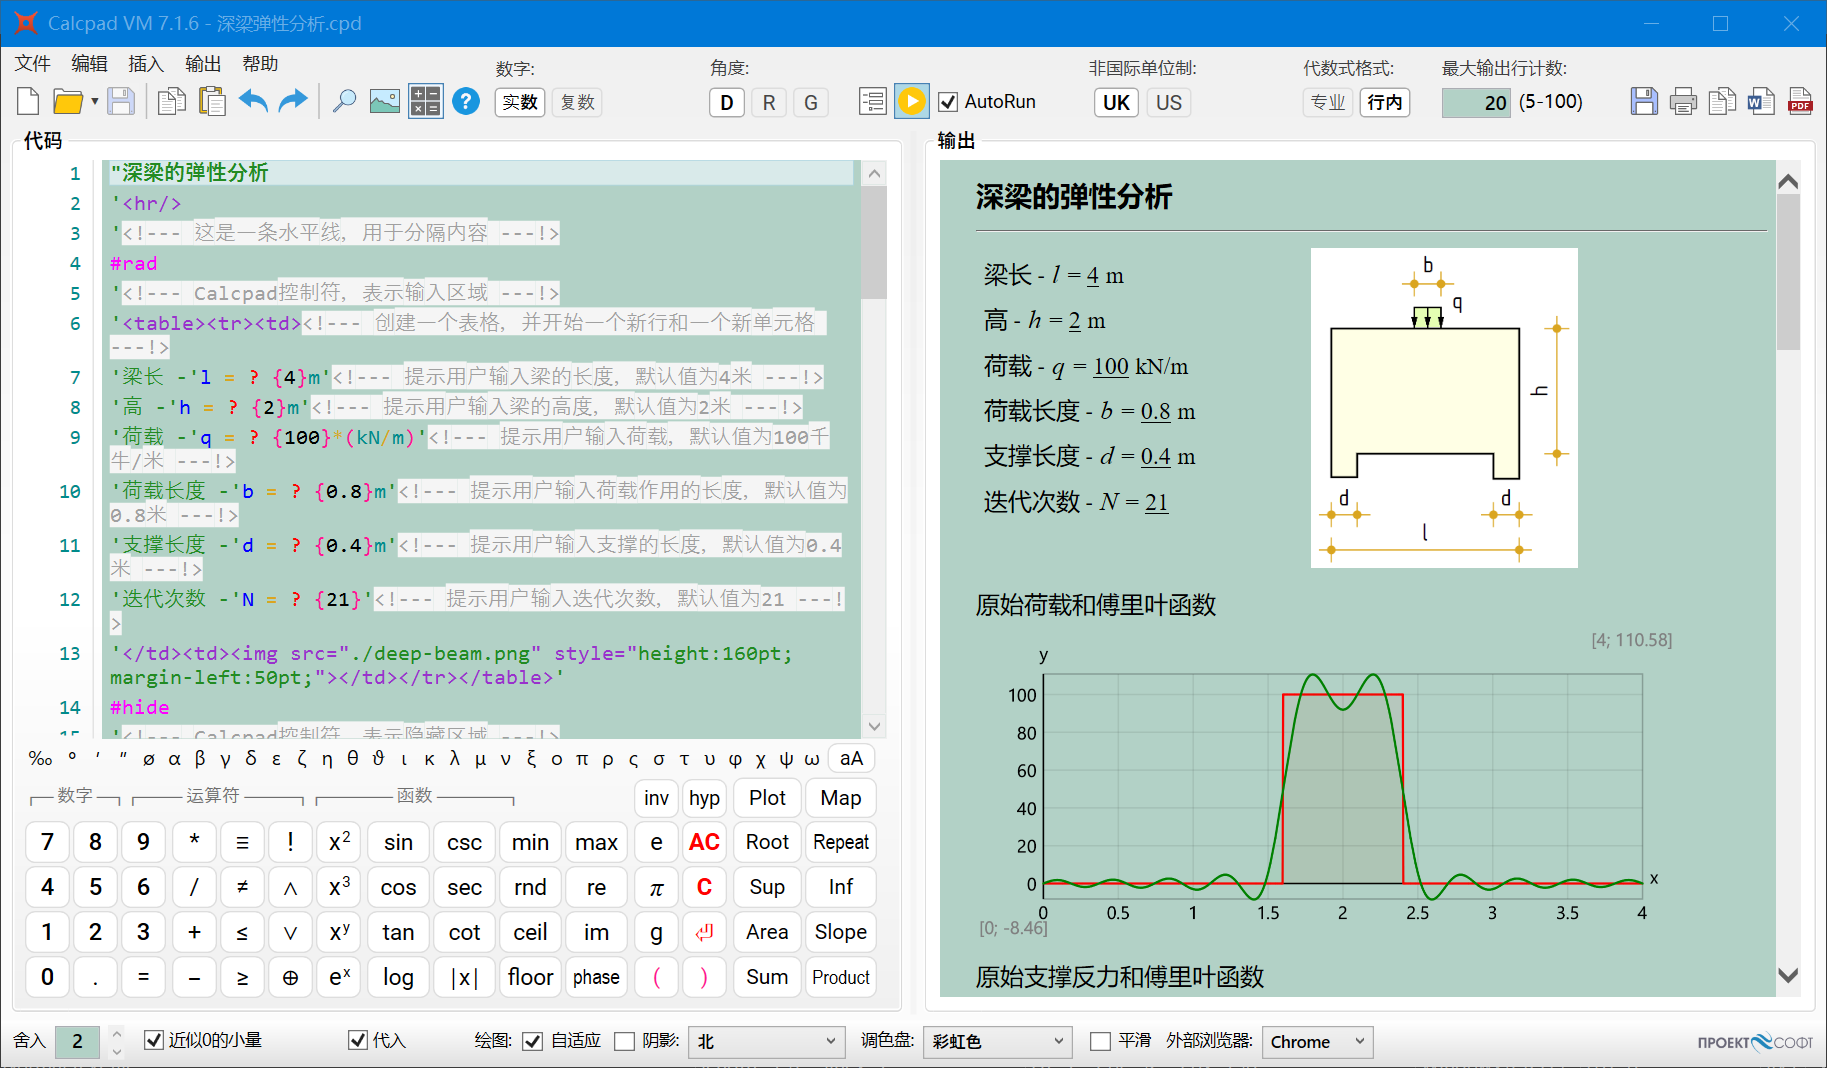 Calcpad VM 7.1.6 - 深梁弹性分析.cpd
文件 编辑 插入 输出 帮助
数字:
实数 复数
角度:
D R G
AutoRun
非国际单位制:
UK US
代数式格式:
专业 行内
最大输出行计数:
20 (5-100)
代码
1 "深梁的弹性分析
2 '<hr/>
3 '<!--- 这是一条水平线, 用于分隔内容 ---!>
4 #rad
5 '<!--- Calcpad控制符, 表示输入区域 ---!>
6 '<table><tr><td><!--- 创建一个表格, 并开始一个新行和一个新单元格
---!>
7 '梁长 -'l = ? {4}m'<!--- 提示用户输入梁的长度, 默认值为4米 ---!>
8 '高 -'h = ? {2}m'<!--- 提示用户输入梁的高度, 默认值为2米 ---!>
9 '荷载 -'q = ? {100}*(kN/m)'<!--- 提示用户输入荷载, 默认值为100千
牛/米 ---!>
10 '荷载长度 -'b = ? {0.8}m'<!--- 提示用户输入荷载作用的长度, 默认值为
0.8米 ---!>
11 '支撑长度 -'d = ? {0.4}m'<!--- 提示用户输入支撑的长度, 默认值为0.4
米 ---!>
12 '迭代次数 -'N = ? {21}'<!--- 提示用户输入迭代次数, 默认值为21 ---!
>
13 '</td><td><img src="./deep-beam.png" style="height:160pt;
margin-left:50pt;"></td></tr></table>'
14 #hide
15 '<!--- Calcpad控制符, 表示隐藏区域 ---!>
‰ ° ′ ″ ø α β γ δ ε ζ η θ ϑ ι κ λ μ ν ξ ο π ρ ς σ τ υ φ χ ψ ω aA
数字 运算符 函数 inv hyp Plot Map
7 8 9 * ≡ ! x² sin csc min max e AC Root Repeat
4 5 6 / ≠ ∧ x³ cos sec rnd re π C Sup Inf
1 2 3 + ≤ ∨ xʸ tan cot ceil im g ⏎ Area Slope
0 . = − ≥ ⊕ eˣ log |x| floor phase ( ) Sum Product
输出
深梁的弹性分析
梁长 - l = 4 m
高 - h = 2 m
荷载 - q = 100 kN/m
荷载长度 - b = 0.8 m
支撑长度 - d = 0.4 m
迭代次数 - N = 21
b
q
h
d d
l
原始荷载和傅里叶函数
[4; 110.58]
y
100
80
60
40
20
0
x
0 0.5 1 1.5 2 2.5 3 3.5 4
[0; -8.46]
原始支撑反力和傅里叶函数
舍入 2 近似0的小量 代入 绘图: 自适应 阴影: 北 调色盘: 彩虹色 平滑 外部浏览器: Chrome
ПРОЕКТ СОФТ